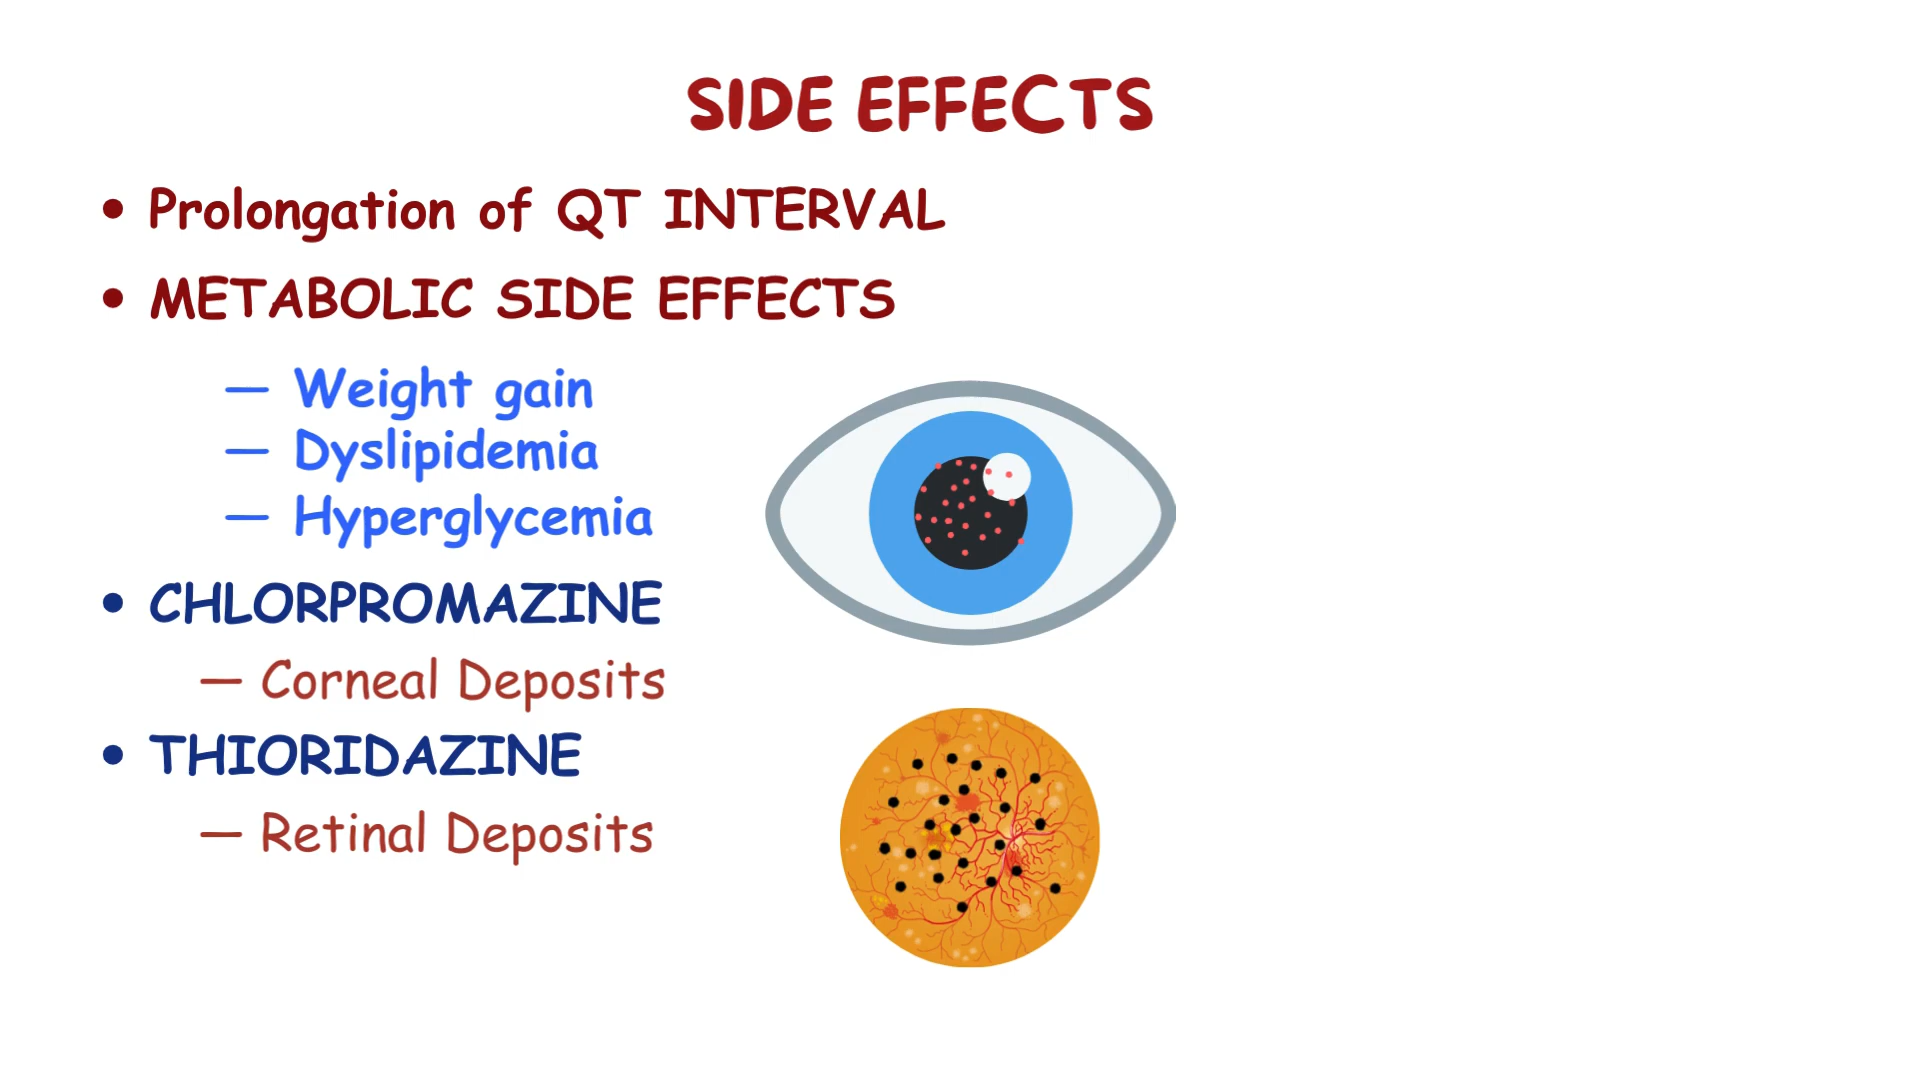 SIDE EFFECTS
• Prolongation of QT INTERVAL
• METABOLIC SIDE EFFECTS
— Weight gain
— Dyslipidemia
— Hyperglycemia
• CHLORPROMAZINE
— Corneal Deposits
• THIORIDAZINE
— Retinal Deposits